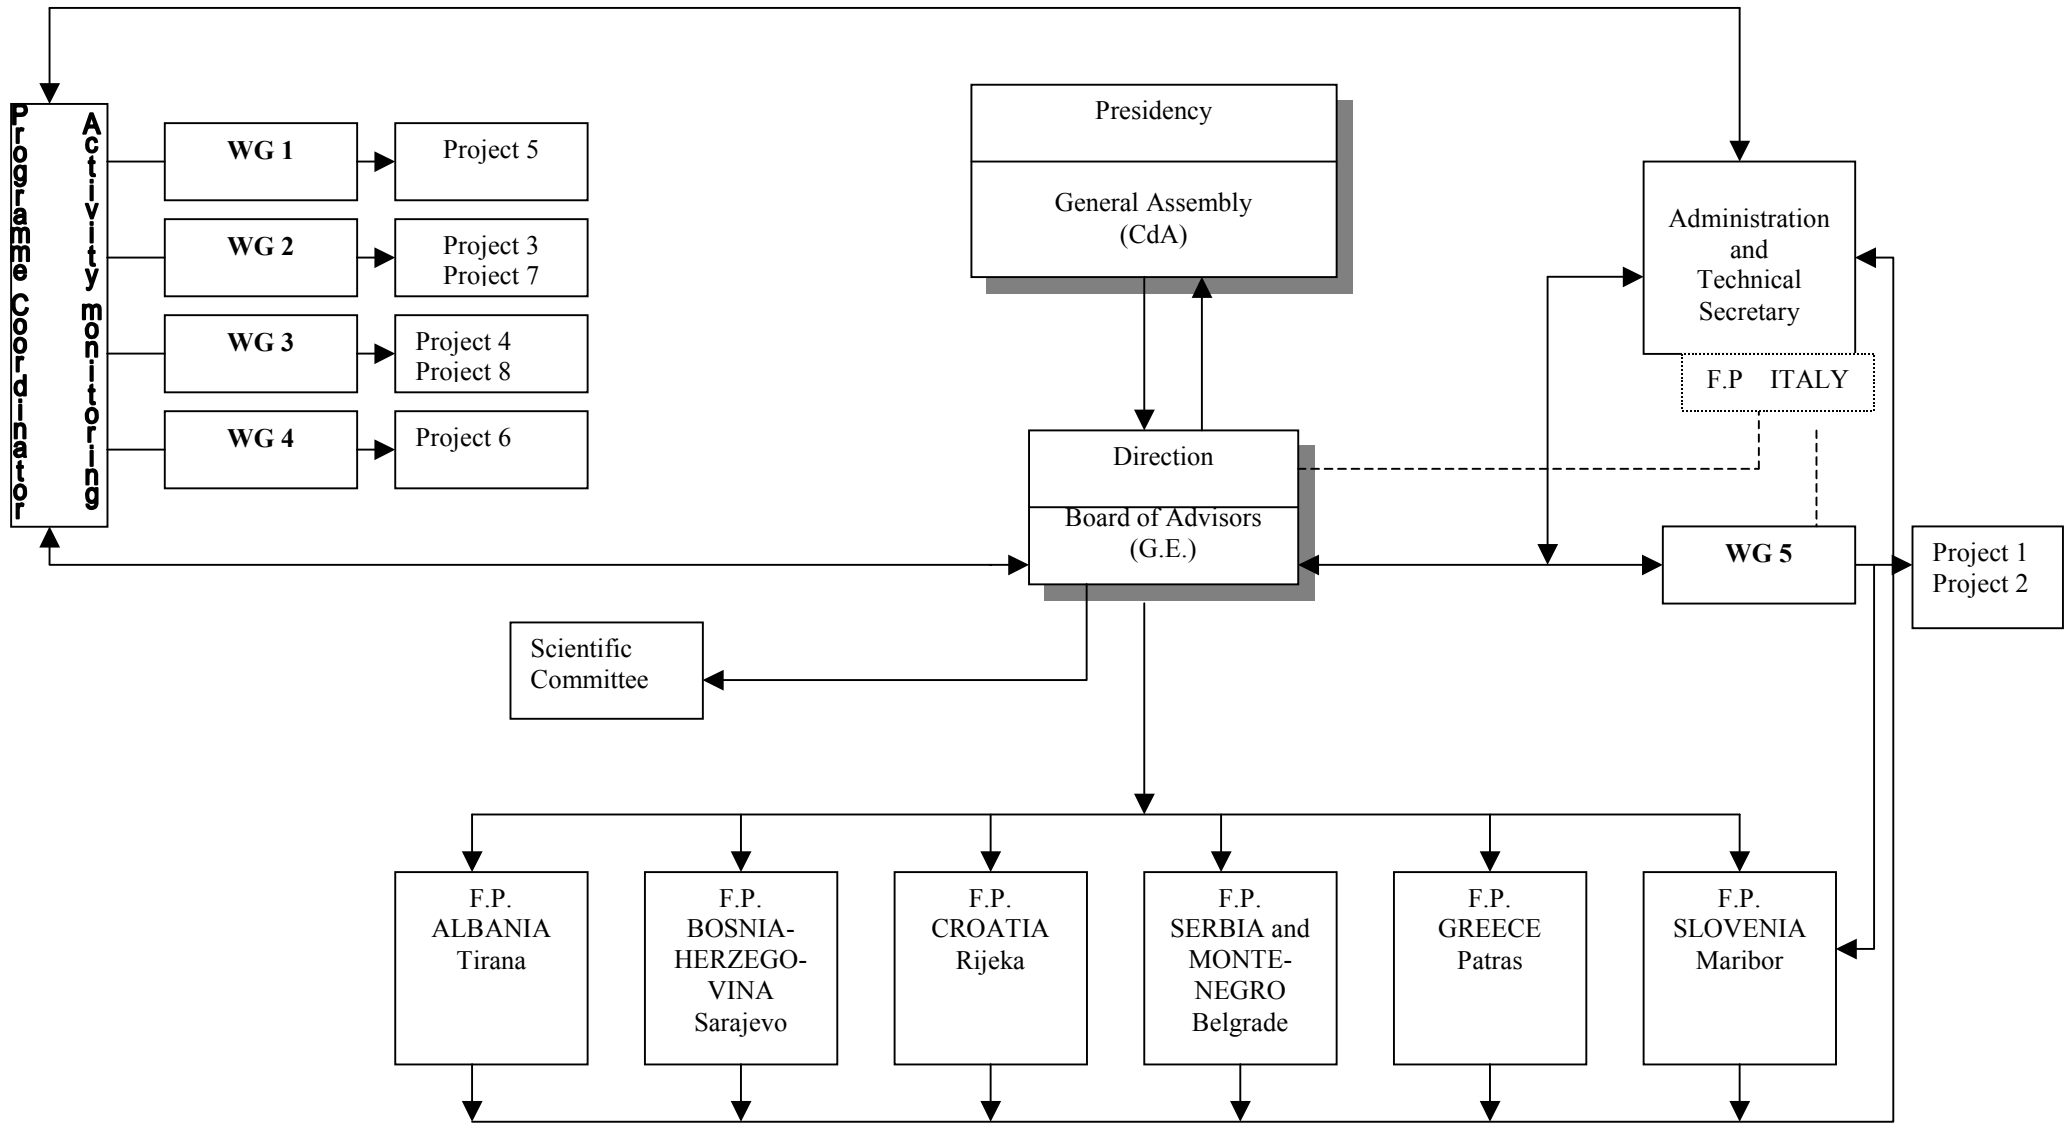 Programme Coordinator
Activity monitoring
WG 1
Project 5
WG 2
Project 3
Project 7
WG 3
Project 4
Project 8
WG 4
Project 6
Presidency
General Assembly
(CdA)
Administration
and
Technical
Secretary
F.P ITALY
Direction
Board of Advisors
(G.E.)
WG 5
Project 1
Project 2
Scientific
Committee
F.P.
ALBANIA
Tirana
F.P.
BOSNIA-
HERZEGO-
VINA
Sarajevo
F.P.
CROATIA
Rijeka
F.P.
SERBIA and
MONTE-
NEGRO
Belgrade
F.P.
GREECE
Patras
F.P.
SLOVENIA
Maribor